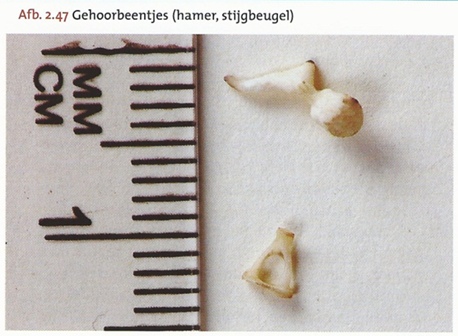 Afb. 2.47 Gehoorbeentjes (hamer, stijgbeugel)
MM
CM
1